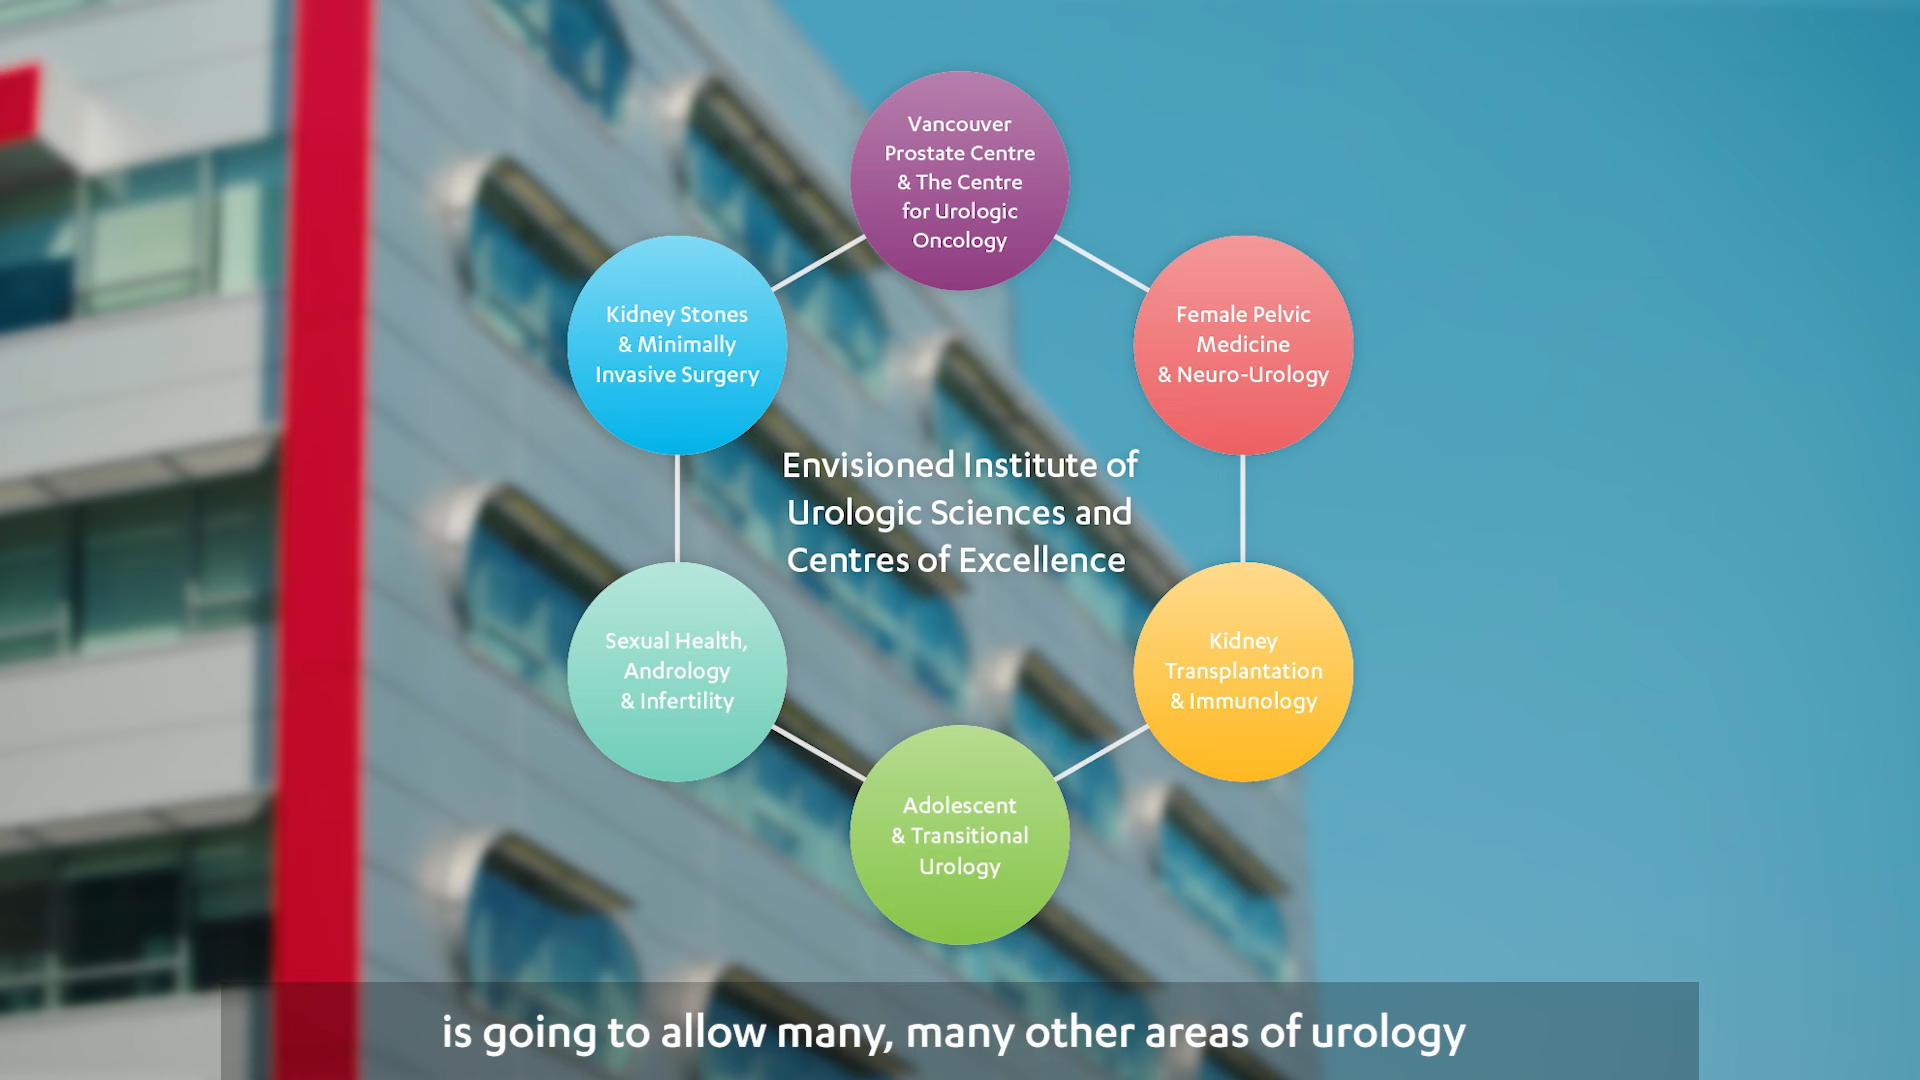 Vancouver
Prostate Centre
& The Centre
for Urologic
Oncology
Kidney Stones
& Minimally
Invasive Surgery
Female Pelvic
Medicine
& Neuro-Urology
Envisioned Institute of
Urologic Sciences and
Centres of Excellence
Sexual Health,
Andrology
& Infertility
Kidney
Transplantation
& Immunology
Adolescent
& Transitional
Urology
is going to allow many, many other areas of urology